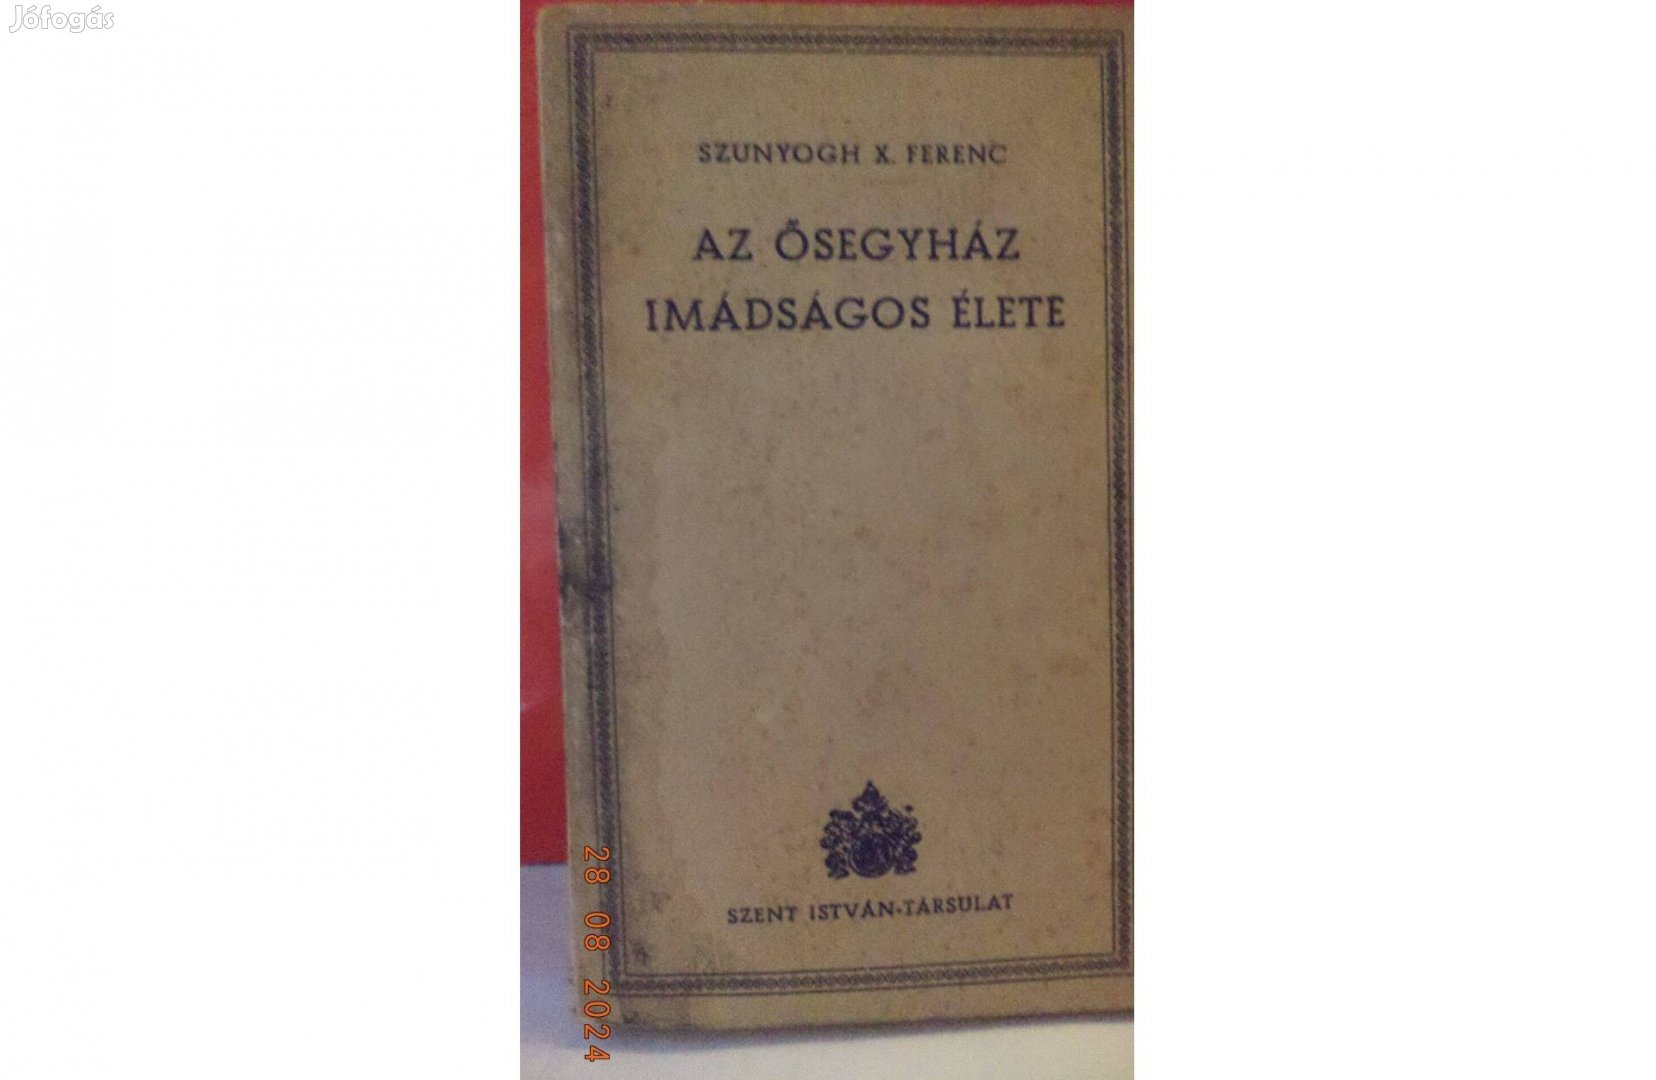 Jófogás
SZUNYOGH X. FERENC
AZ ŐSEGYHÁZ
IMÁDSÁGOS ÉLETE
SZENT ISTVÁN-TÁRSULAT
28 08 2024